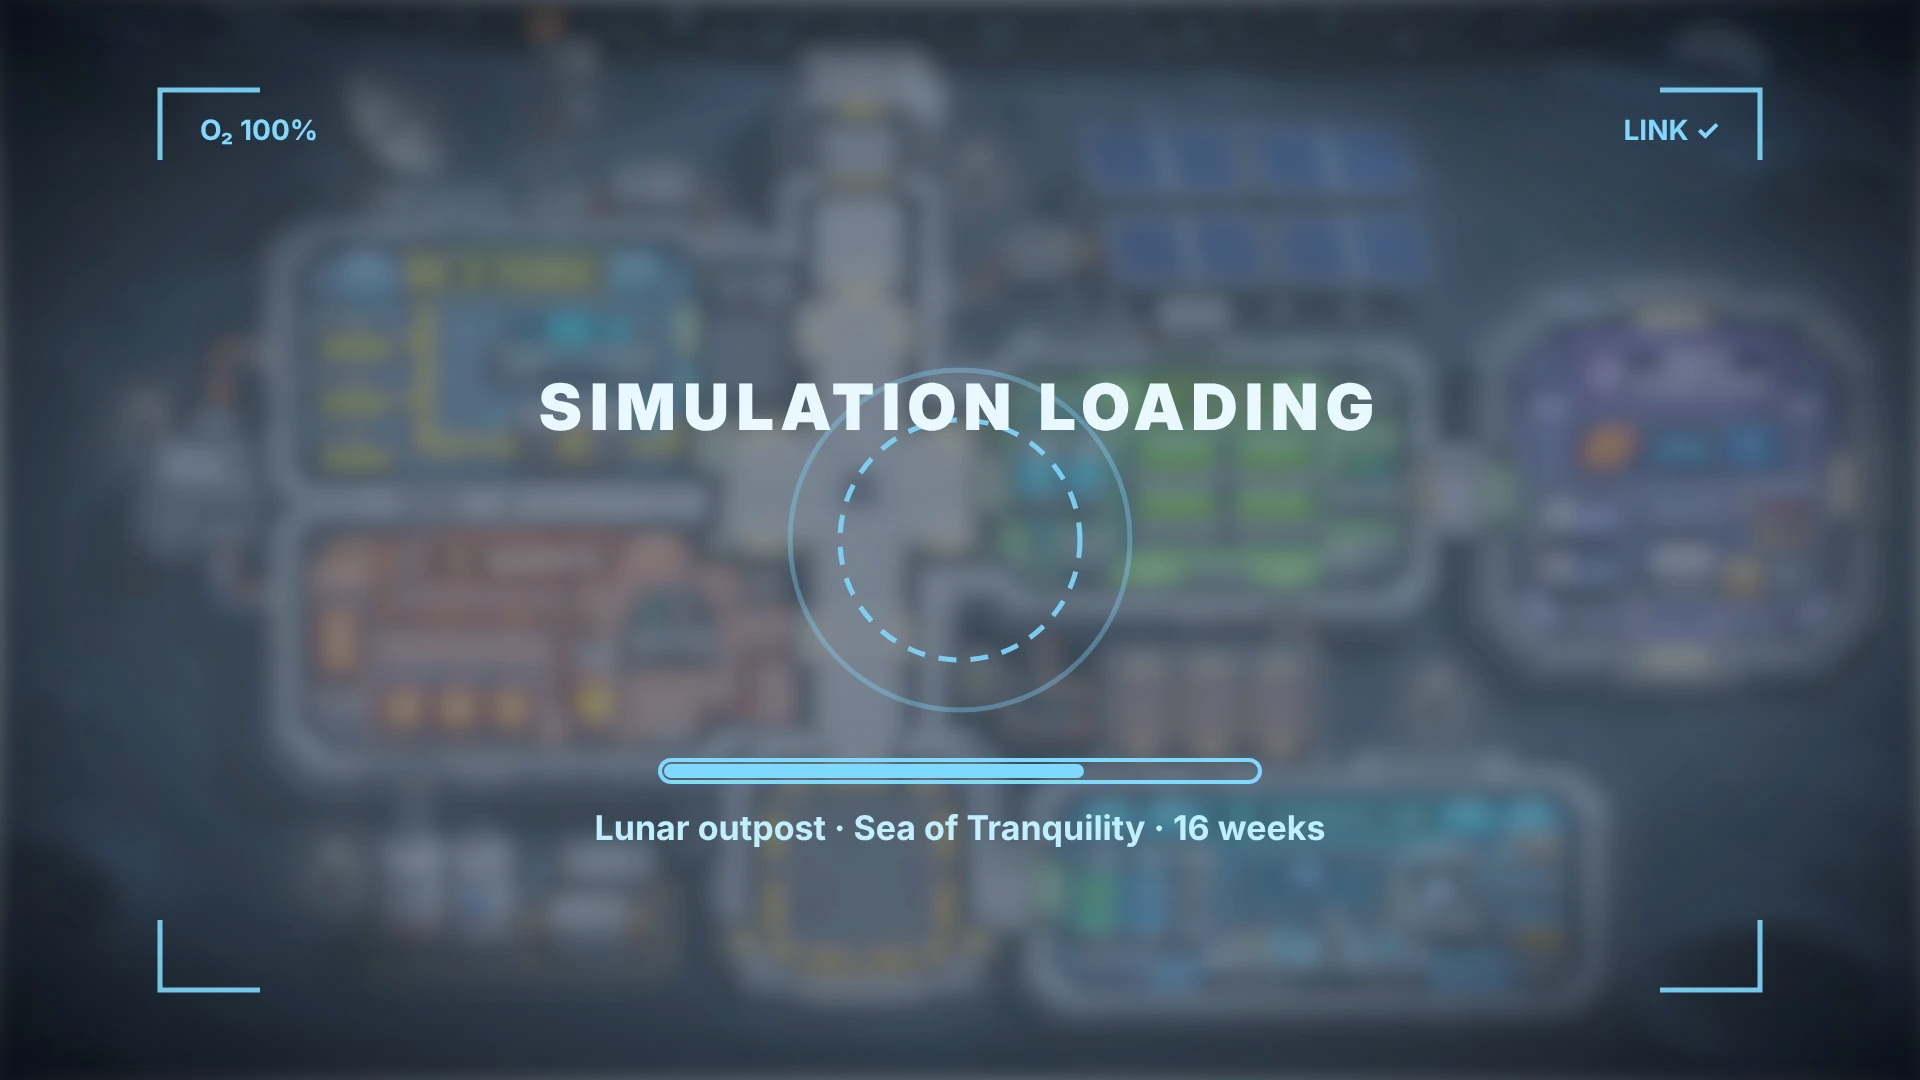 O₂ 100%
LINK ✓
SIMULATION LOADING
Lunar outpost · Sea of Tranquility · 16 weeks